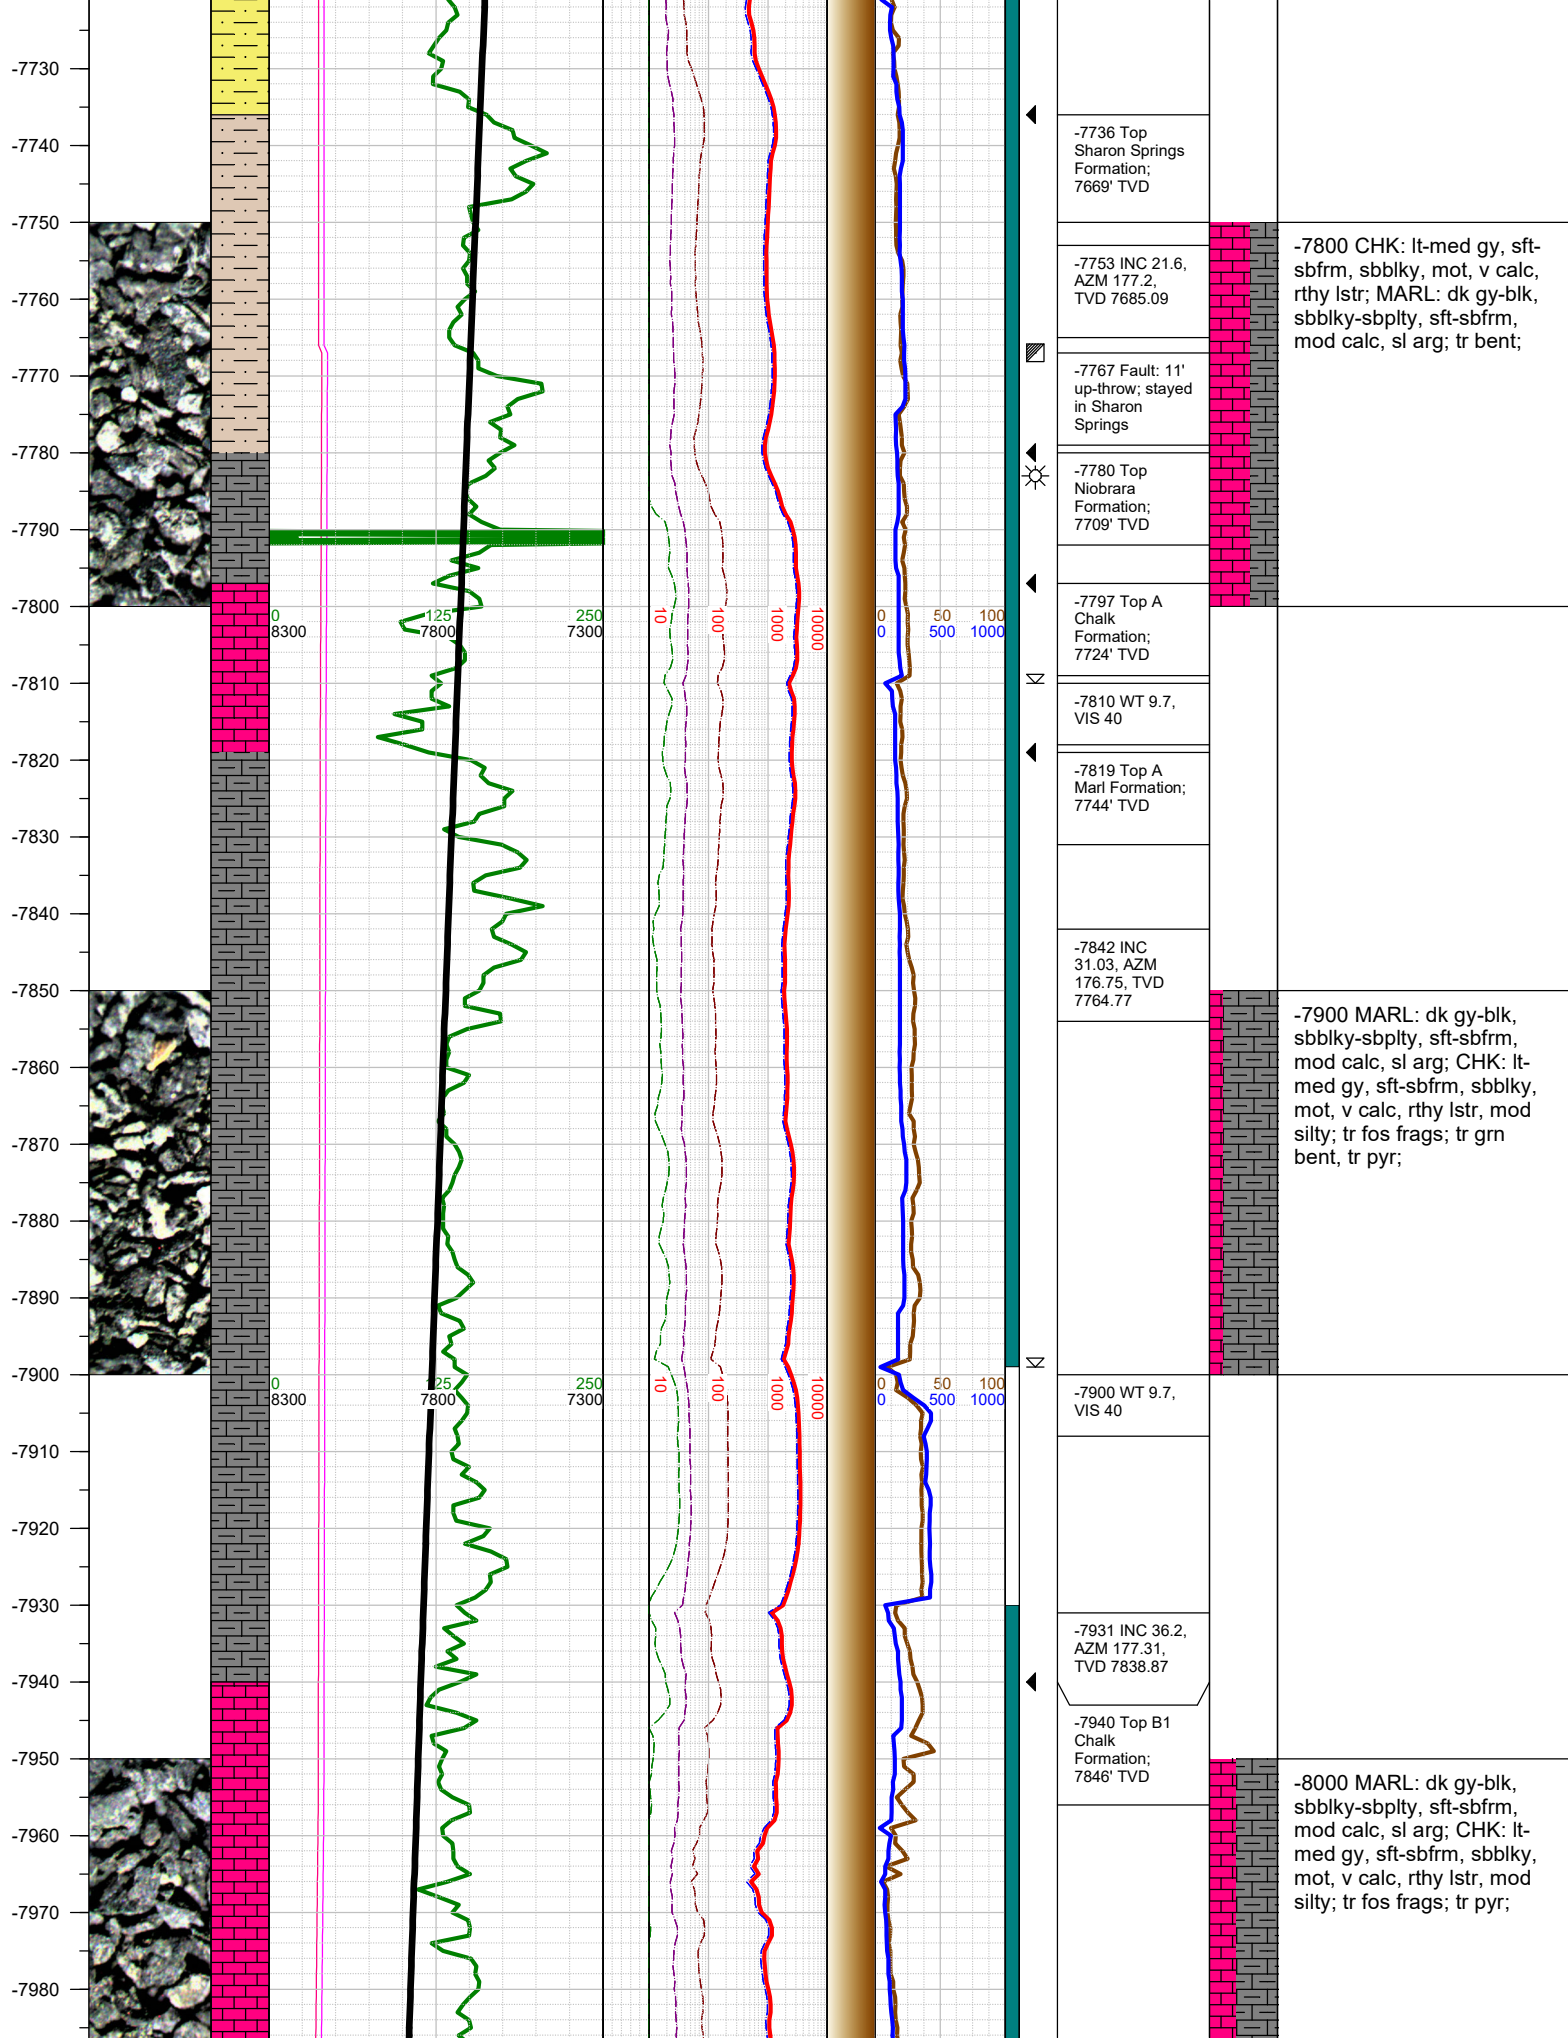 -7730
-7740
-7750
-7760
-7770
-7780
-7790
-7800
-7810
-7820
-7830
-7840
-7850
-7860
-7870
-7880
-7890
-7900
-7910
-7920
-7930
-7940
-7950
-7960
-7970
-7980
0 125 250
8300 7800 7300
10 100 1000 10000
0 50 100
0 500 1000
0 125 250
8300 7800 7300
10 100 1000 10000
0 50 100
0 500 1000
-7736 Top
Sharon Springs
Formation;
7669' TVD
-7753 INC 21.6,
AZM 177.2,
TVD 7685.09
-7767 Fault: 11'
up-throw; stayed
in Sharon
Springs
-7780 Top
Niobrara
Formation;
7709' TVD
-7797 Top A
Chalk
Formation;
7724' TVD
-7810 WT 9.7,
VIS 40
-7819 Top A
Marl Formation;
7744' TVD
-7842 INC
31.03, AZM
176.75, TVD
7764.77
-7900 WT 9.7,
VIS 40
-7931 INC 36.2,
AZM 177.31,
TVD 7838.87
-7940 Top B1
Chalk
Formation;
7846' TVD
-7800 CHK: lt-med gy, sft-
sbfrm, sbblky, mot, v calc,
rthy lstr; MARL: dk gy-blk,
sbblky-sbplty, sft-sbfrm,
mod calc, sl arg; tr bent;
-7900 MARL: dk gy-blk,
sbblky-sbplty, sft-sbfrm,
mod calc, sl arg; CHK: lt-
med gy, sft-sbfrm, sbblky,
mot, v calc, rthy lstr, mod
silty; tr fos frags; tr grn
bent, tr pyr;
-8000 MARL: dk gy-blk,
sbblky-sbplty, sft-sbfrm,
mod calc, sl arg; CHK: lt-
med gy, sft-sbfrm, sbblky,
mot, v calc, rthy lstr, mod
silty; tr fos frags; tr pyr;